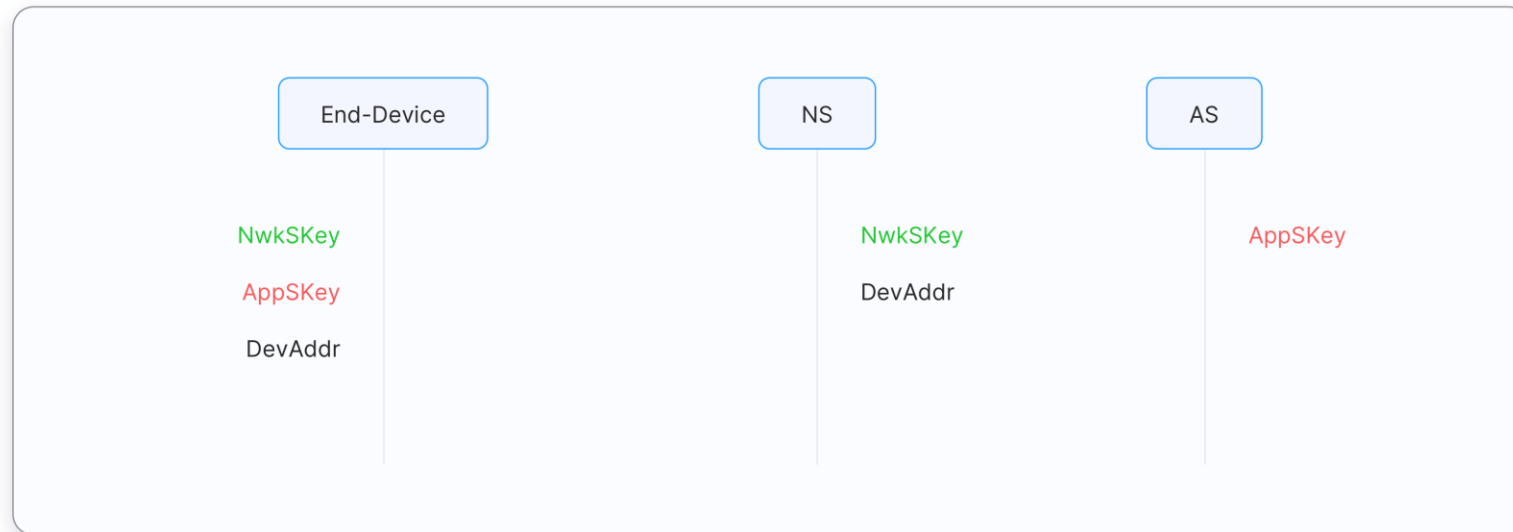 End-Device
NS
AS
NwkSKey
AppSKey
DevAddr
NwkSKey
DevAddr
AppSKey